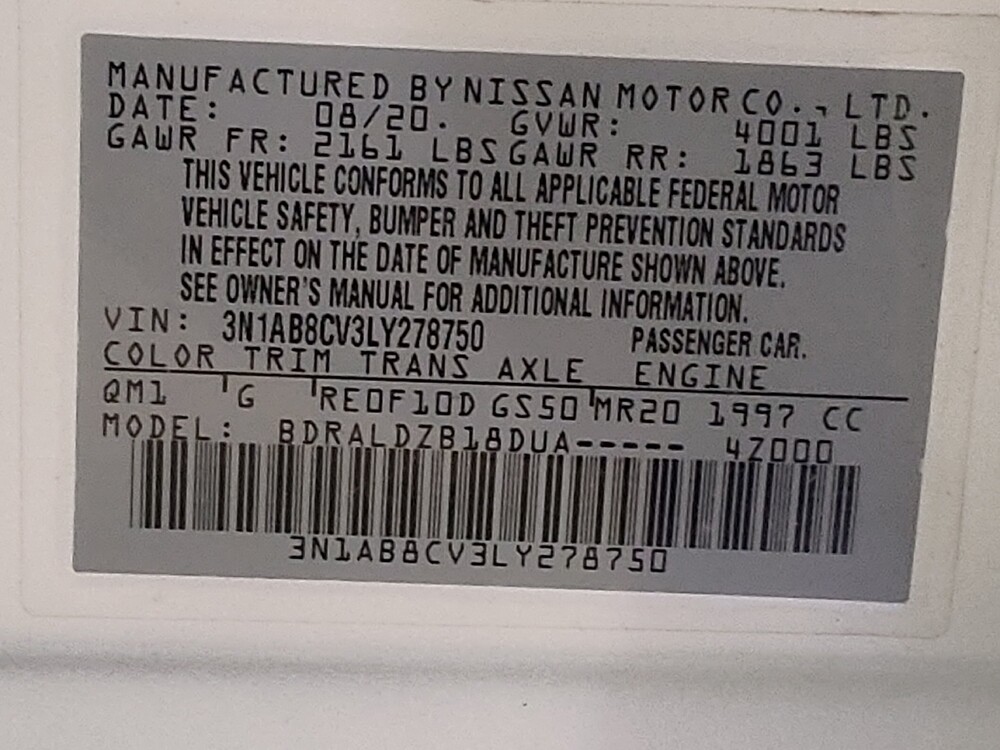 MANUFACTURED BY NISSAN MOTOR CO., LTD.
DATE: 08/20. GVWR: 4001 LBS
GAWR FR: 2161 LBS GAWR RR: 1863 LBS
THIS VEHICLE CONFORMS TO ALL APPLICABLE FEDERAL MOTOR
VEHICLE SAFETY, BUMPER AND THEFT PREVENTION STANDARDS
IN EFFECT ON THE DATE OF MANUFACTURE SHOWN ABOVE.
SEE OWNER'S MANUAL FOR ADDITIONAL INFORMATION.
VIN: 3N1AB8CV3LY278750 PASSENGER CAR.
COLOR TRIM TRANS AXLE ENGINE
QM1 G RE0F10D GS50 MR20 1997 CC
MODEL: BDRALDZB18DUA----- 4Z000
3N1AB8CV3LY278750